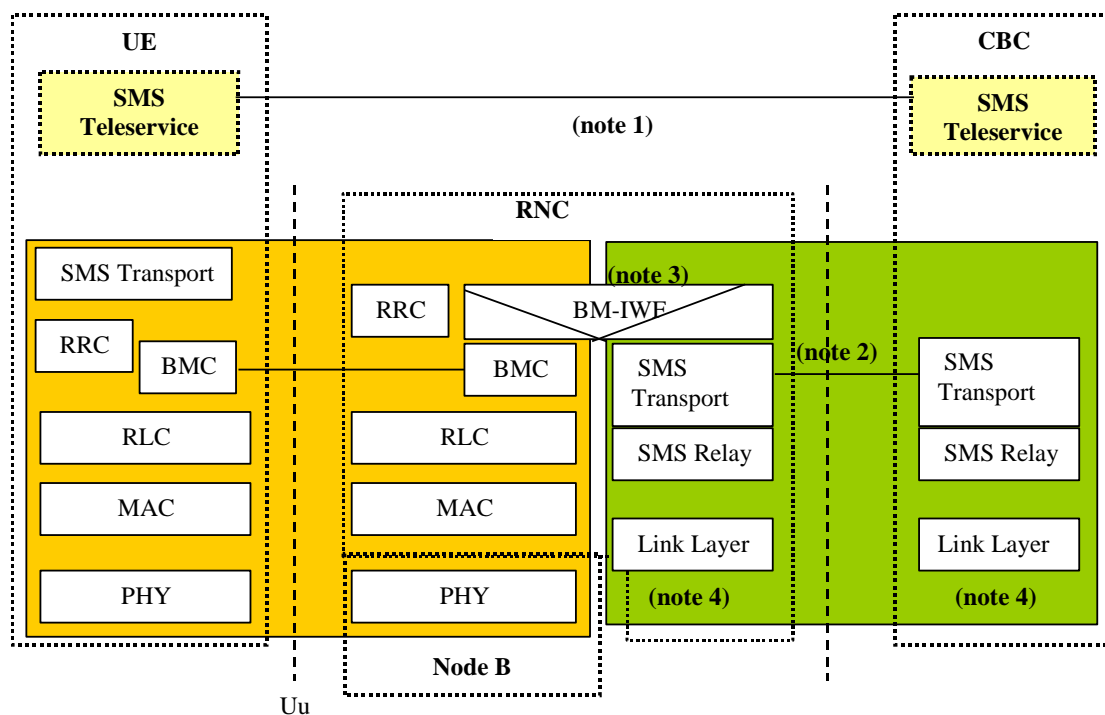 UE
CBC
SMS
Teleservice
SMS
Teleservice
(note 1)
RNC
SMS Transport
(note 3)
RRC
BM-IWF
RRC
BMC
BMC
(note 2)
SMS
Transport
SMS
Transport
RLC
RLC
SMS Relay
SMS Relay
MAC
MAC
Link Layer
Link Layer
PHY
PHY
(note 4)
(note 4)
Node B
Uu